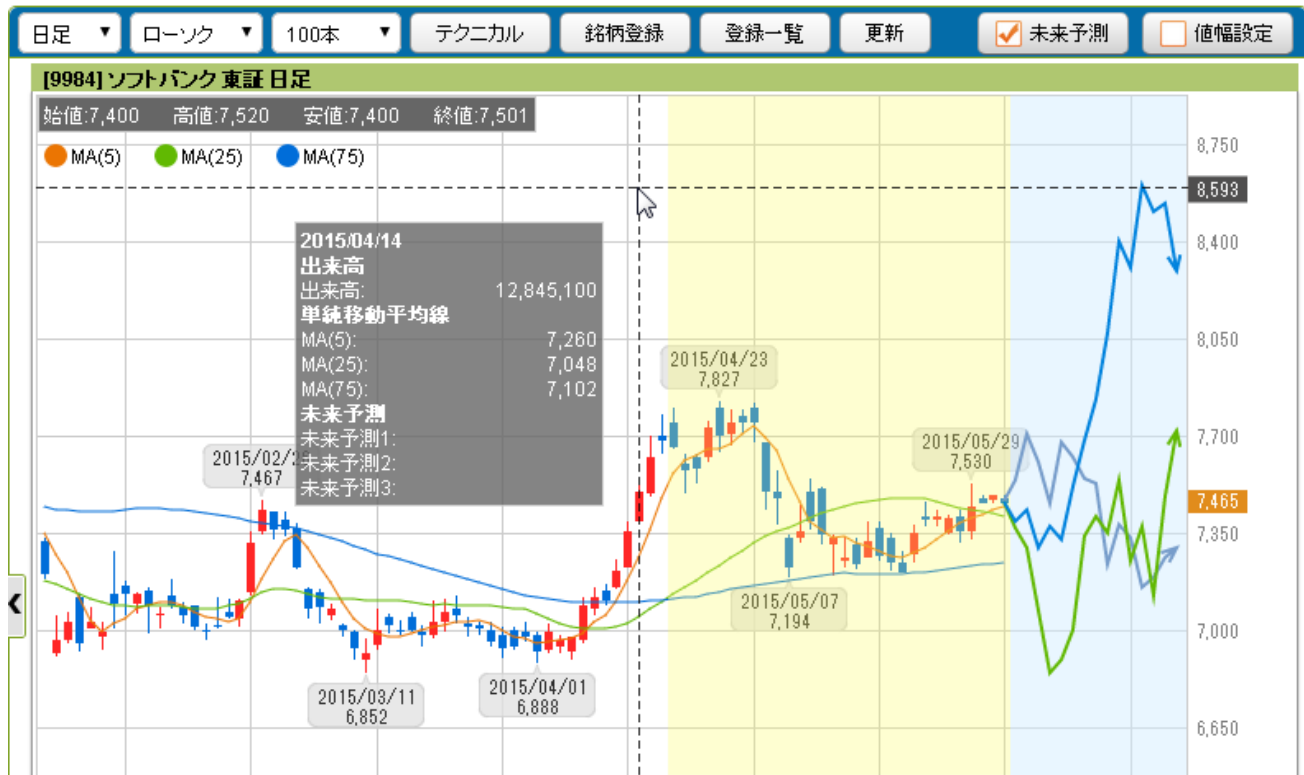 日足 ▼ ローソク ▼ 100本 ▼ テクニカル 銘柄登録 登録一覧 更新 未来予測 値幅設定
[9984] ソフトバンク 東証 日足
始値:7,400 高値:7,520 安値:7,400 終値:7,501
MA(5) MA(25) MA(75)
8,750
8,593
8,400
8,050
7,700
7,465
7,350
7,000
6,650
2015/04/14
出来高
出来高: 12,845,100
単純移動平均線
MA(5): 7,260
MA(25): 7,048
MA(75): 7,102
未来予測
未来予測1:
未来予測2:
未来予測3:
2015/04/23
7,827
2015/05/29
7,530
2015/02/2
7,467
2015/05/07
7,194
2015/03/11
6,852
2015/04/01
6,888